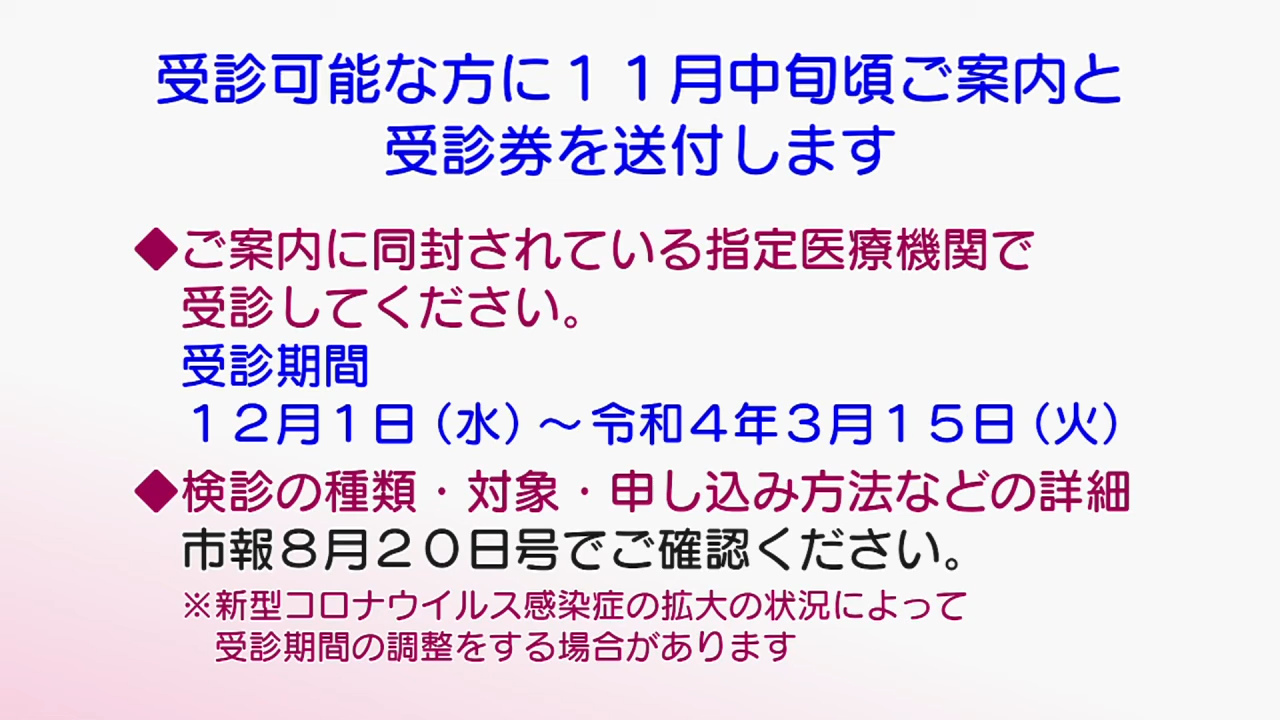 受診可能な方に１１月中旬頃ご案内と
受診券を送付します
◆ご案内に同封されている指定医療機関で
受診してください。
受診期間
１２月１日（水）～令和４年３月１５日（火）
◆検診の種類・対象・申し込み方法などの詳細
市報８月２０日号でご確認ください。
※新型コロナウイルス感染症の拡大の状況によって
受診期間の調整をする場合があります